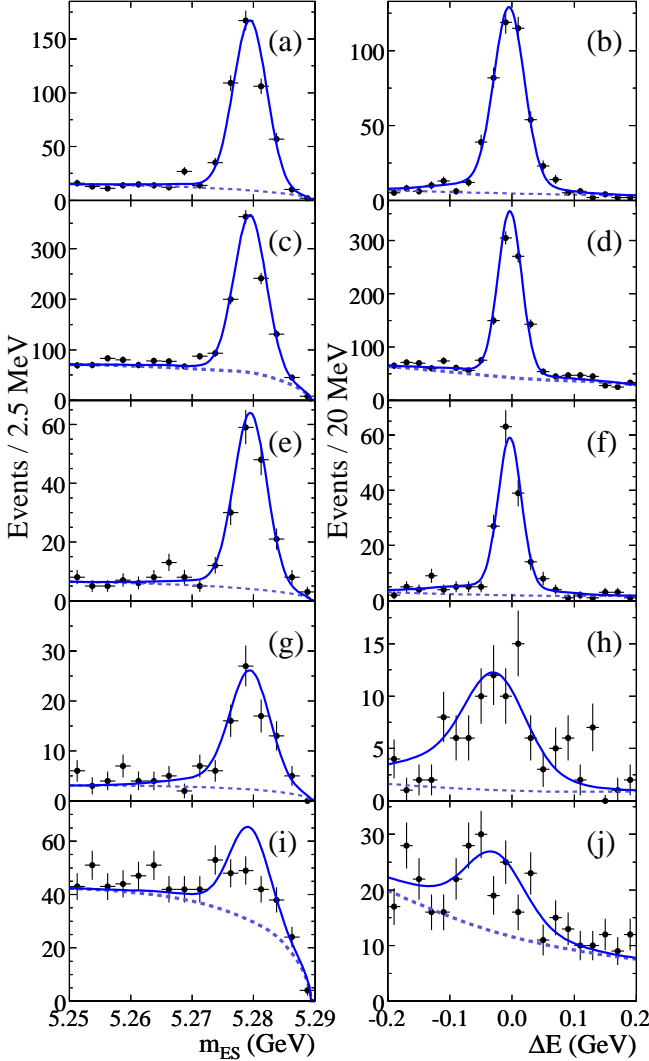 (a)
150
100
50
0
(b)
100
50
0
(c)
300
200
100
0
(d)
300
200
100
0
(e)
60
40
20
0
(f)
60
40
20
0
(g)
30
20
10
0
(h)
15
10
5
0
(i)
60
40
20
0
(j)
30
20
10
0
Events / 2.5 MeV
Events / 20 MeV
5.25 5.26 5.27 5.28 5.29
mES (GeV)
-0.2 -0.1 0.0 0.1 0.2
ΔE (GeV)